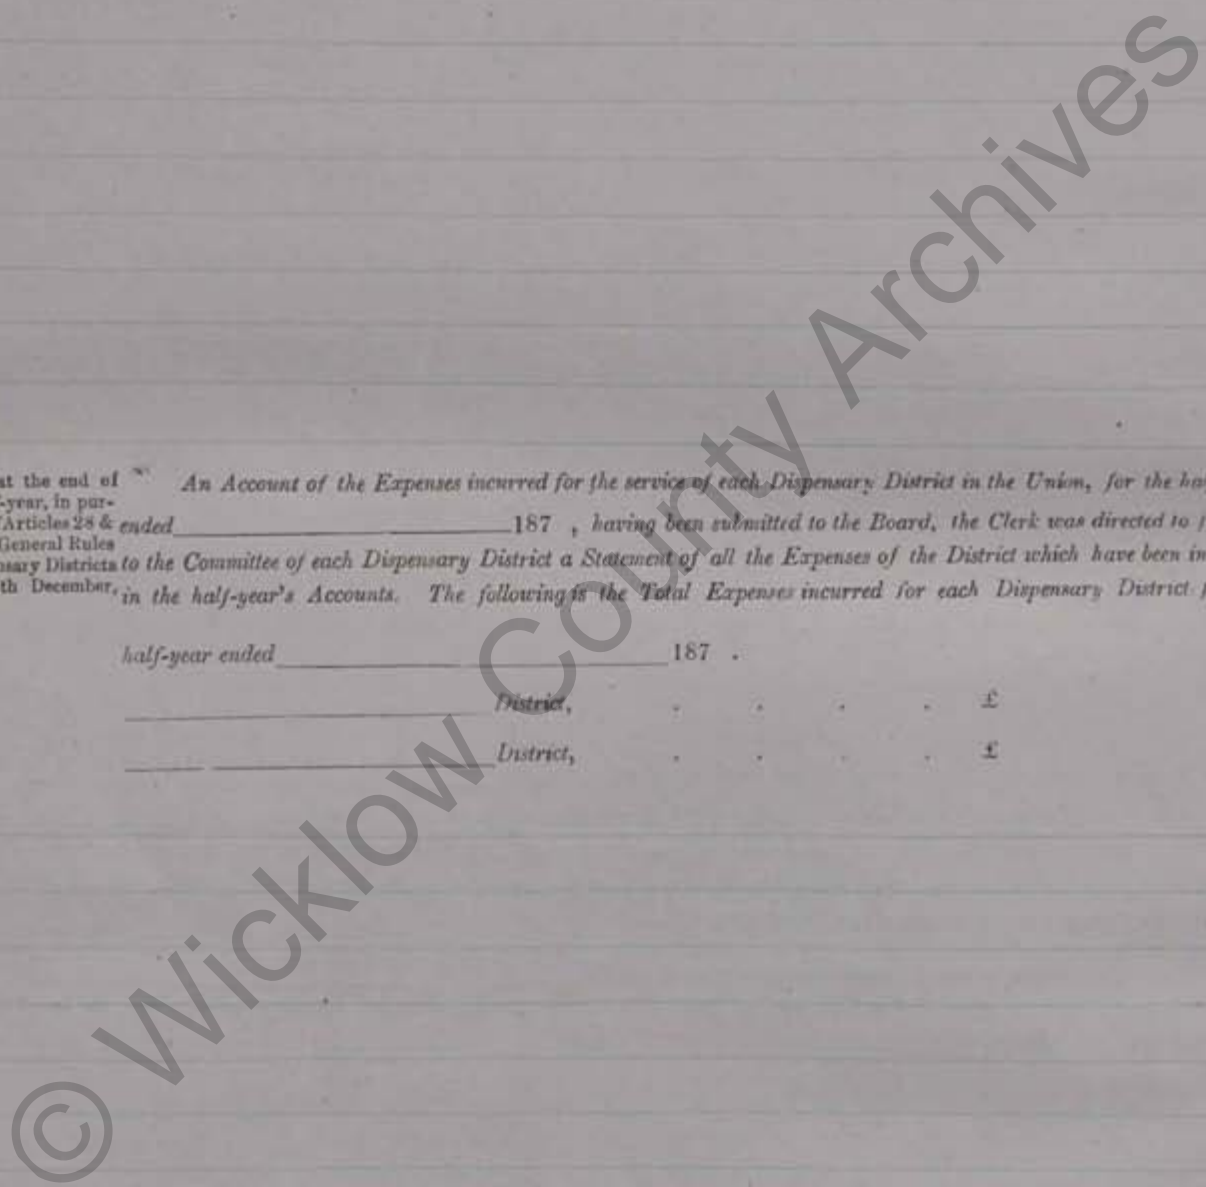 at the end of
-year, in pur-
Articles 28 &
General Rules
nsary Districts
th December,
An Account of the Expenses incurred for the service of each Dispensary District in the Union, for the ha
ended 187 , having been submitted to the Board, the Clerk was directed to
to the Committee of each Dispensary District a Statement of all the Expenses of the District which have been in
in the half-year's Accounts. The following is the Total Expenses incurred for each Dispensary District
half-year ended 187 .
District, . . . . £
District, . . . . £
© Wicklow County Archives